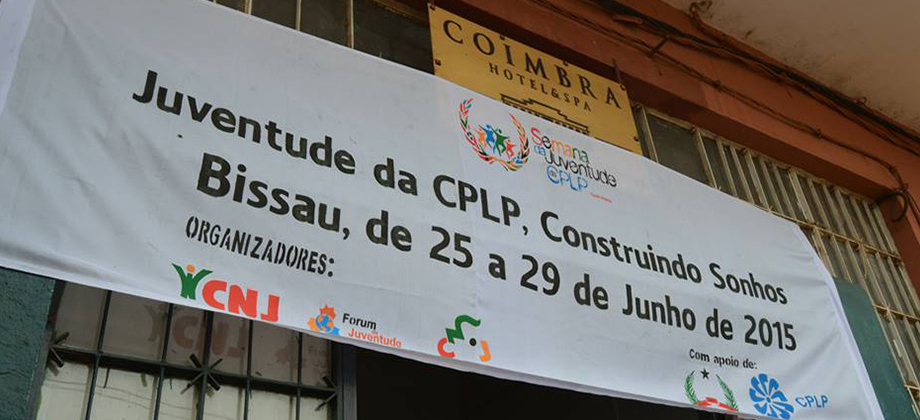 COIMBRA
HOTEL&SPA
Semana
da Juventude
CPLP
Juventude da CPLP, Construindo Sonhos
Bissau, de 25 a 29 de Junho de 2015
ORGANIZADORES:
CNJ
Forum
da Juventude
Com apoio de:
CPLP